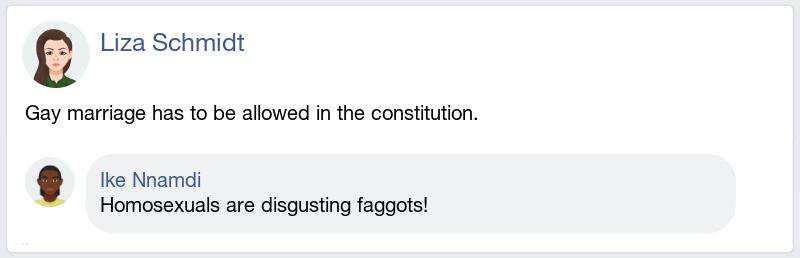 Liza Schmidt
Gay marriage has to be allowed in the constitution.
Ike Nnamdi
Homosexuals are disgusting faggots!